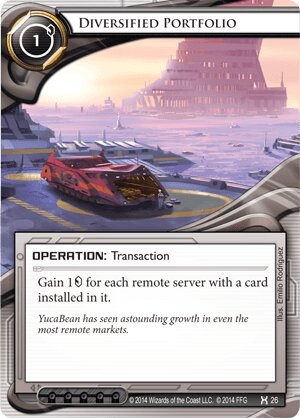 Diversified Portfolio
1
OPERATION: Transaction
Gain 1 for each remote server with a card
installed in it.
YucaBean has seen astounding growth in even the
most remote markets.
Illus. Emilio Rodriguez
© 2014 Wizards of the Coast LLC. © 2014 FFG 26